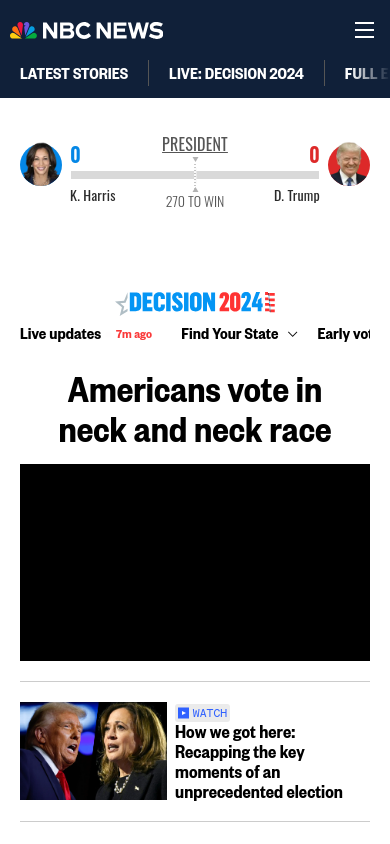 NBC NEWS
LATEST STORIES
LIVE: DECISION 2024
FULL
PRESIDENT
0
0
K. Harris
270 TO WIN
D. Trump
DECISION 2024
Live updates
7m ago
Find Your State
Early
Americans vote in
neck and neck race
WATCH
How we got here:
Recapping the key
moments of an
unprecedented election